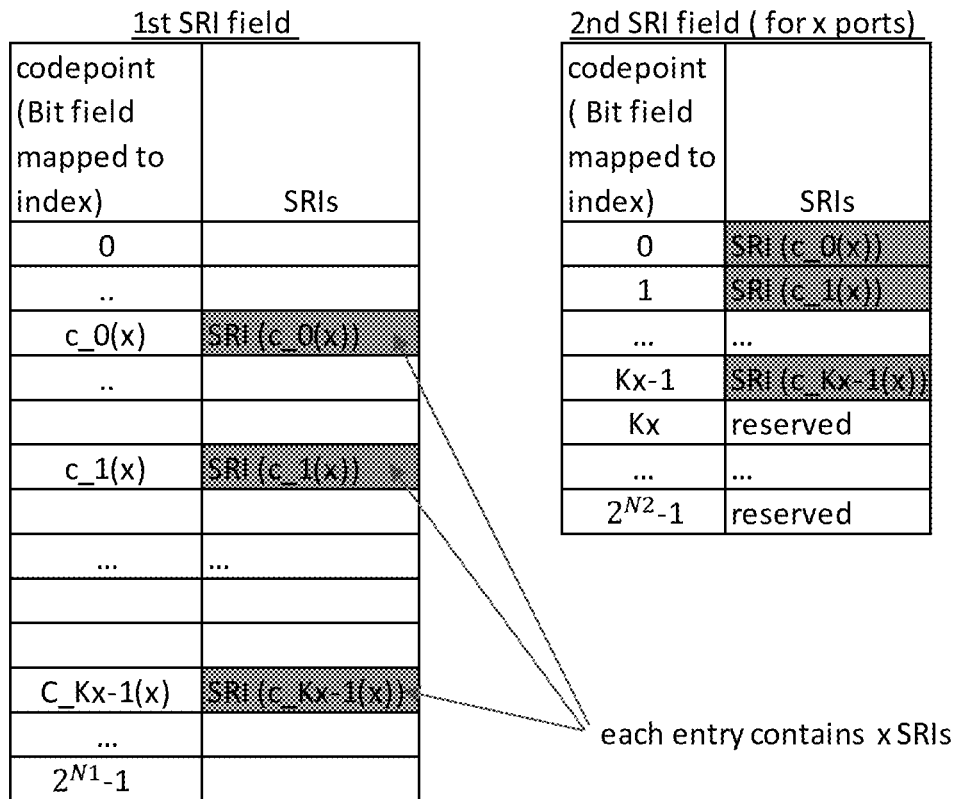 1st SRI field
codepoint
(Bit field
mapped to
index)
SRIs
0
..
c_0(x) SRI (c_0(x))
..
c_1(x) SRI (c_1(x))
... ...
C_Kx-1(x) SRI (c_Kx-1(x))
...
2^{N1}-1
2nd SRI field ( for x ports)
codepoint
( Bit field
mapped to
index)
SRIs
0 SRI (c_0(x))
1 SRI (c_1(x))
... ...
Kx-1 SRI (c_Kx-1(x))
Kx reserved
... ...
2^{N2}-1 reserved
each entry contains x SRIs